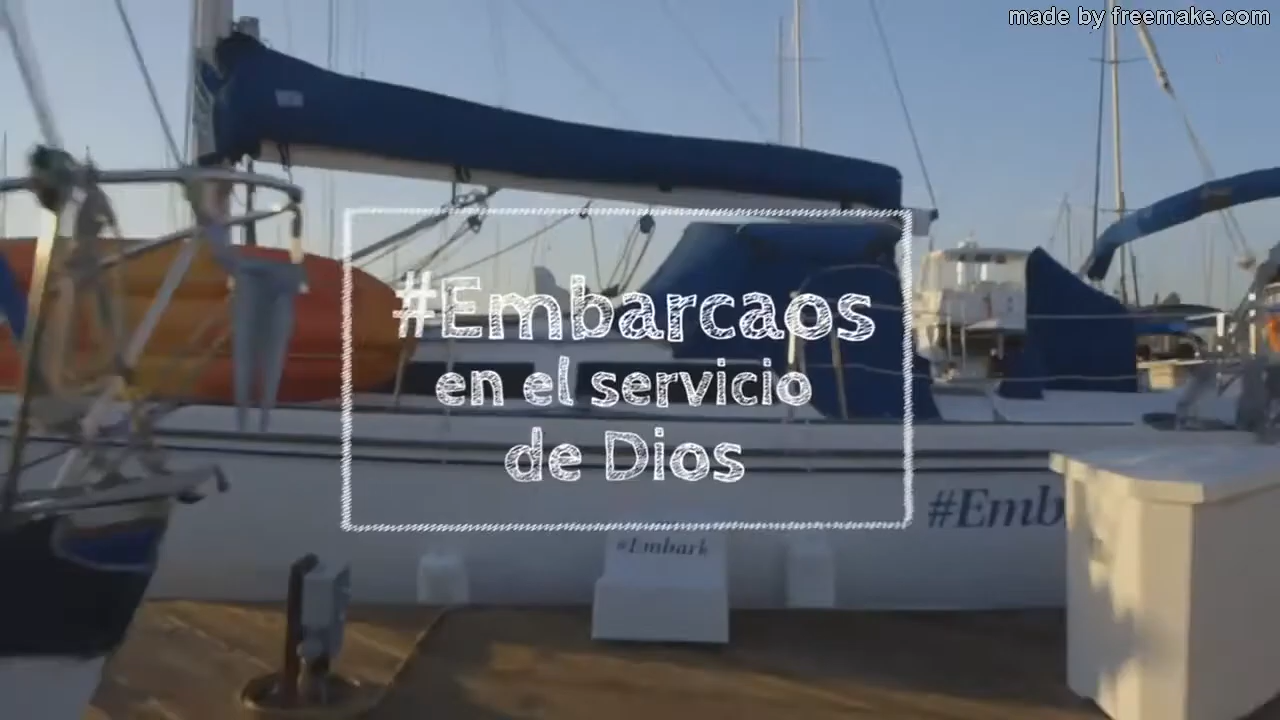 made by freemake.com
#Embarcaos
en el servicio
de Dios
#Emb
#Embark